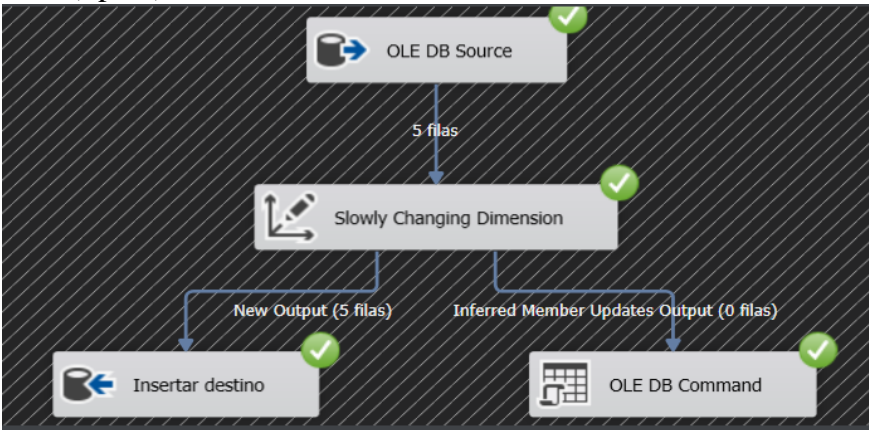 OLE DB Source
5 filas
Slowly Changing Dimension
New Output (5 filas)
Inferred Member Updates Output (0 filas)
Insertar destino
OLE DB Command